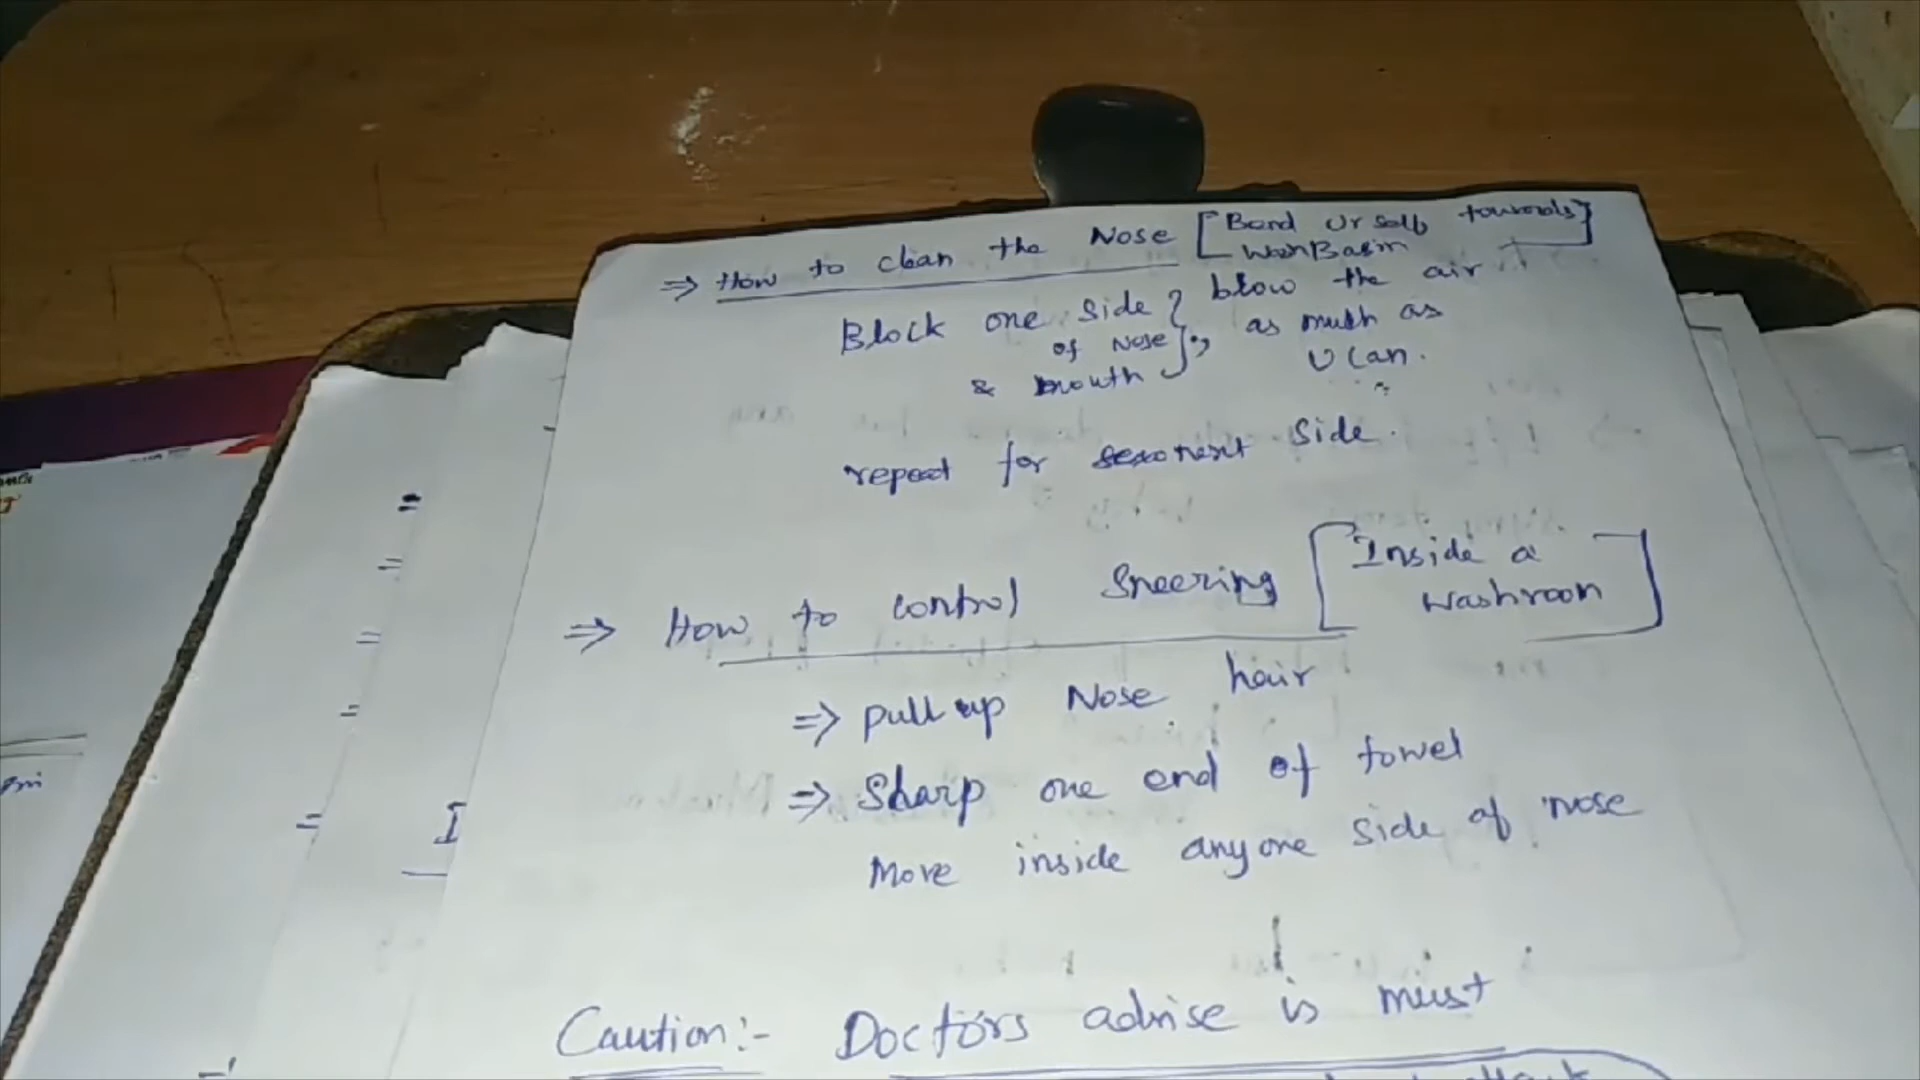 ⇒ How to clean the Nose [Bend Ur self towards
WashBasin]
Block one side } blow the air
of Nose as much as
& mouth U Can.
repeat for next side.
⇒ How to control Sneezing [Inside a
washroom]
⇒ pull up Nose hair
⇒ Sharp one end of towel
Move inside anyone side of nose
Caution:- Doctors advise is must